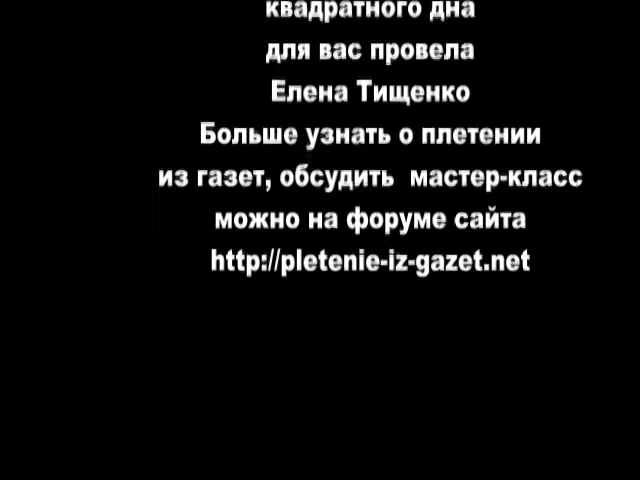 квадратного дна
для вас провела
Елена Тищенко
Больше узнать о плетении
из газет, обсудить мастер-класс
можно на форуме сайта
http://pletenie-iz-gazet.net